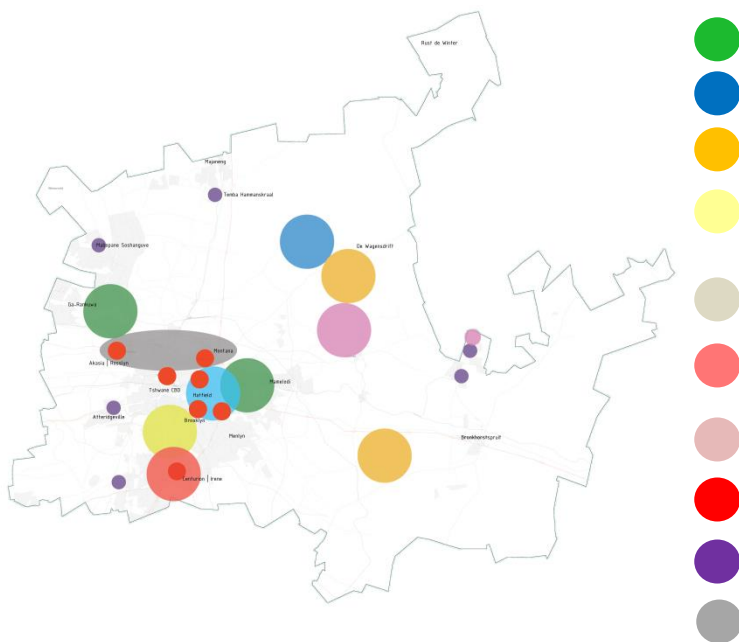 Rust de Winter
Majaneng
Temba Hammanskraal
Mabopane Soshanguve
De Wagensdrift
Ga-Rankuwa
Montana
Akasia | Rosslyn
Tshwane CBD
Mamelodi
Hatfield
Atteridgeville
Brooklyn
Menlyn
Bronkhorstspruit
Centurion | Irene